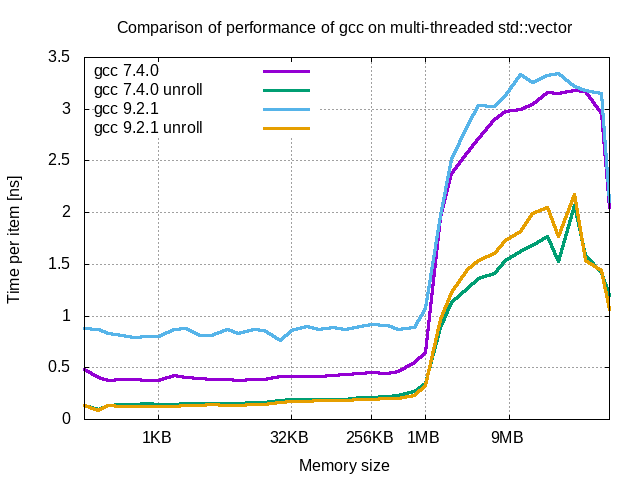 Comparison of performance of gcc on multi-threaded std::vector
3.5
3
2.5
2
1.5
1
0.5
0
Time per item [ns]
gcc 7.4.0
gcc 7.4.0 unroll
gcc 9.2.1
gcc 9.2.1 unroll
1KB 32KB 256KB 1MB 9MB
Memory size